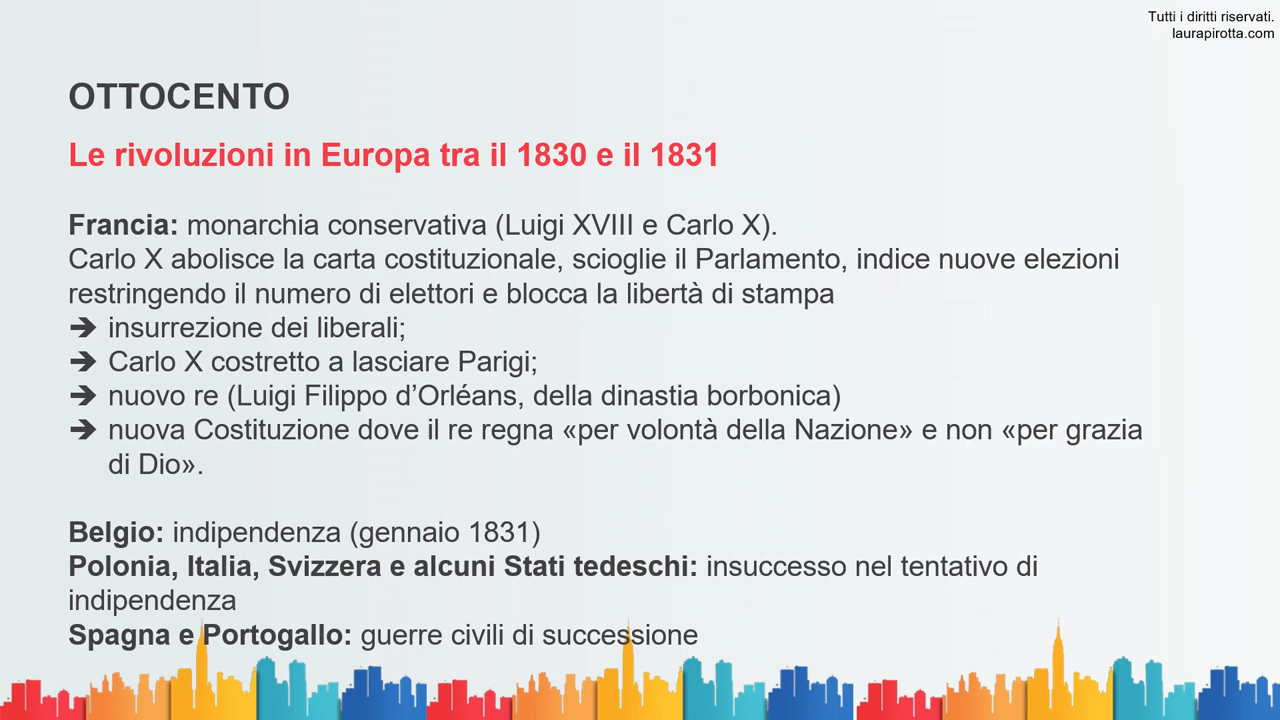 Tutti i diritti riservati.
laurapirotta.com
OTTOCENTO
Le rivoluzioni in Europa tra il 1830 e il 1831
Francia: monarchia conservativa (Luigi XVIII e Carlo X).
Carlo X abolisce la carta costituzionale, scioglie il Parlamento, indice nuove elezioni
restringendo il numero di elettori e blocca la libertà di stampa
➔ insurrezione dei liberali;
➔ Carlo X costretto a lasciare Parigi;
➔ nuovo re (Luigi Filippo d’Orléans, della dinastia borbonica)
➔ nuova Costituzione dove il re regna «per volontà della Nazione» e non «per grazia
di Dio».
Belgio: indipendenza (gennaio 1831)
Polonia, Italia, Svizzera e alcuni Stati tedeschi: insuccesso nel tentativo di
indipendenza
Spagna e Portogallo: guerre civili di successione